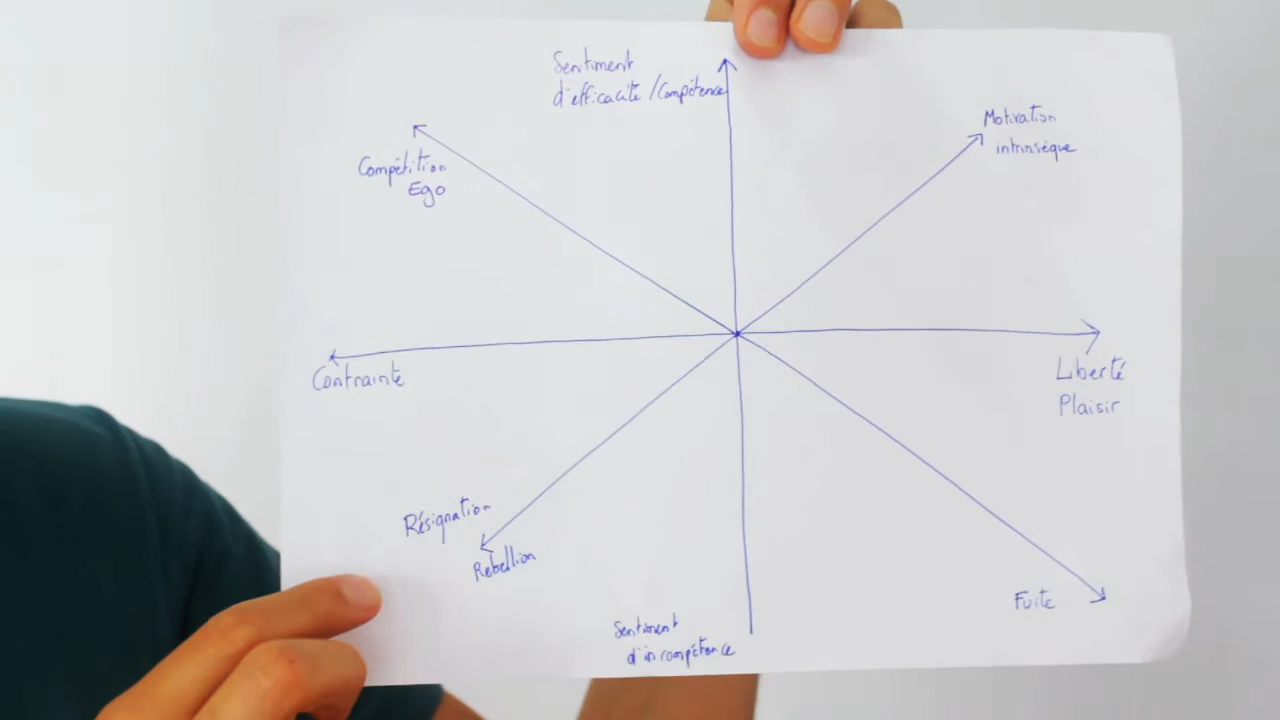 Sentiment
d'efficacité / Compétence
Motivation
intrinsèque
Compétition
Ego
Contrainte
Liberté
Plaisir
Résignation
Rebellion
Fuite
Sentiment
d'incompétence